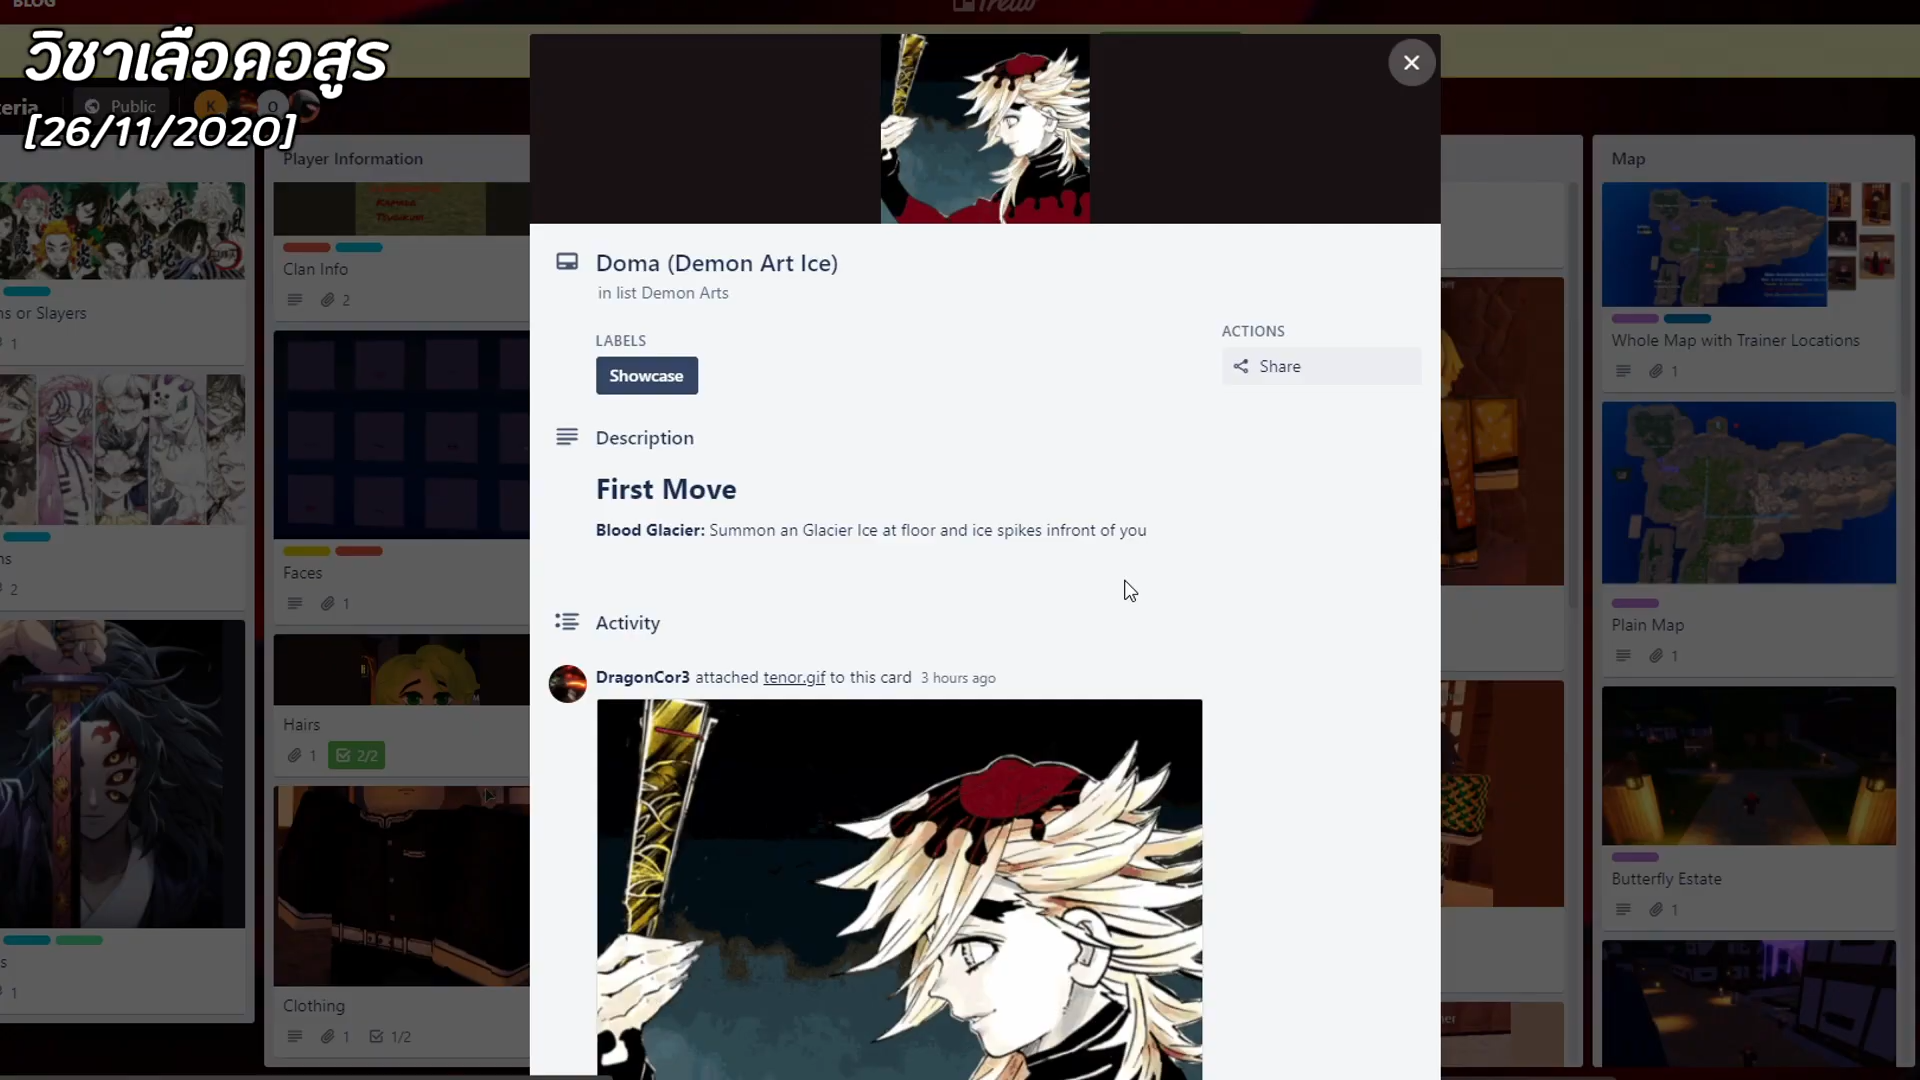 BLOG
Trello
วิชาเลือดอสูร
[26/11/2020]
Public
K
O
Player Information
Clan Info
2
or Slayers
1
Faces
1
2
Hairs
1
2/2
Clothing
1
1/2
1
Doma (Demon Art Ice)
in list Demon Arts
LABELS
Showcase
ACTIONS
Share
Description
First Move
Blood Glacier: Summon an Glacier Ice at floor and ice spikes infront of you
Activity
DragonCor3 attached tenor.gif to this card 3 hours ago
Map
Whole Map with Trainer Locations
1
Plain Map
1
Butterfly Estate
1